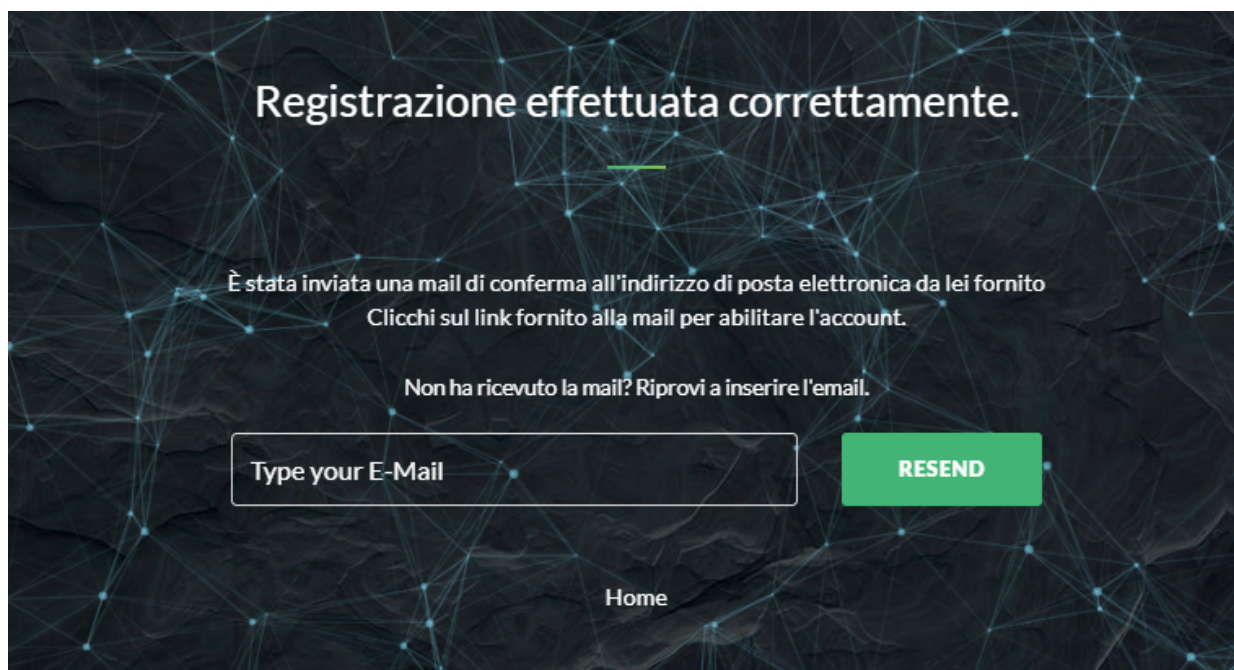 Registrazione effettuata correttamente.
È stata inviata una mail di conferma all'indirizzo di posta elettronica da lei fornito
Clicchi sul link fornito alla mail per abilitare l'account.
Non ha ricevuto la mail? Riprovi a inserire l'email.
Type your E-Mail
RESEND
Home